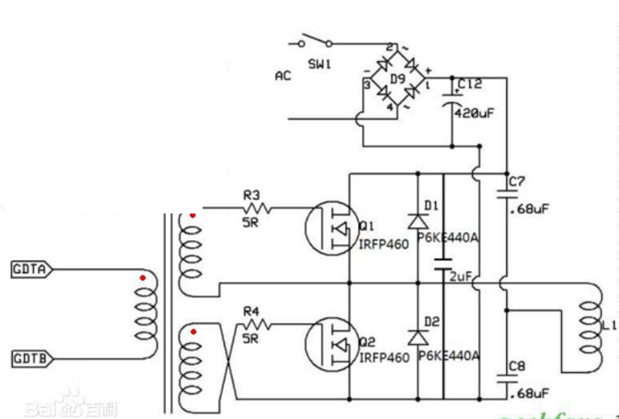 SW1
AC
2
~
-
D9
+
3
1
4
~
C12
420uF
R3
5R
Q1
IRFP460
D1
P6KE440A
C7
.68uF
2uF
GDTA
GDTB
R4
5R
Q2
IRFP460
D2
P6KE440A
L1
C8
.68uF
Bai百科